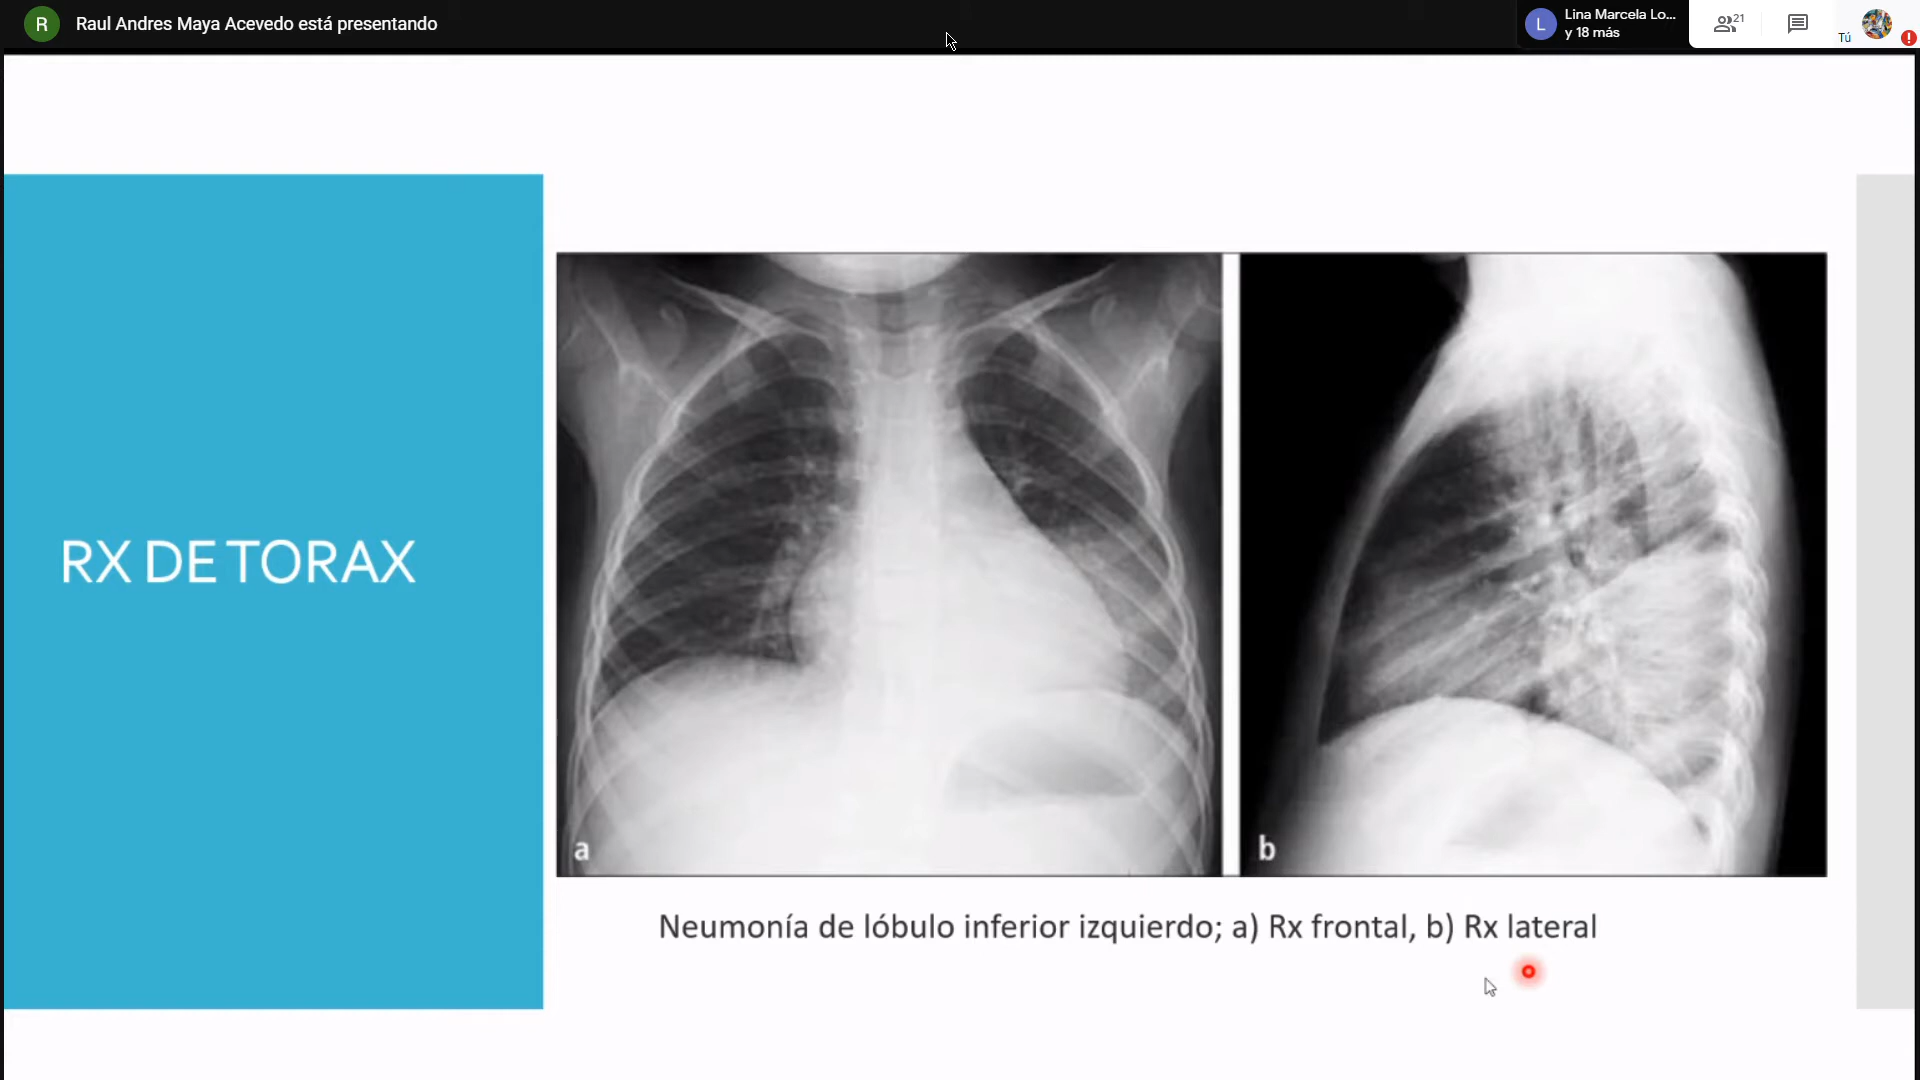 R
Raul Andres Maya Acevedo está presentando
L
Lina Marcela Lo...
y 18 más
21
Tú
!
RX DE TORAX
a
b
Neumonía de lóbulo inferior izquierdo; a) Rx frontal, b) Rx lateral